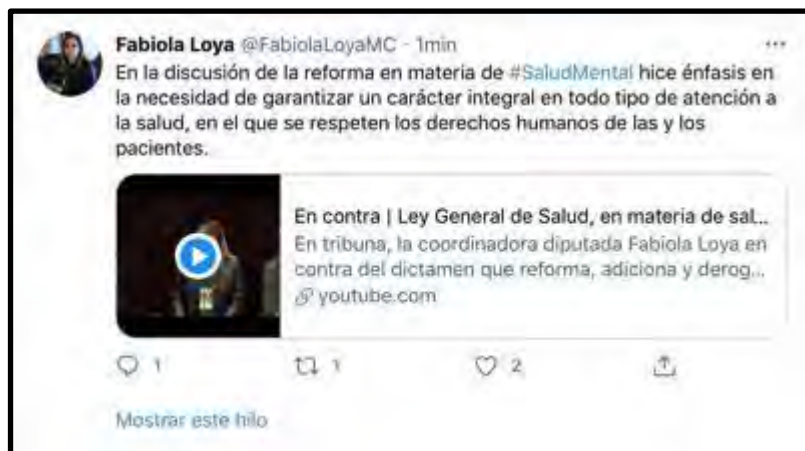 Fabiola Loya @FabiolaLoyaMC · 1min
En la discusión de la reforma en materia de #SaludMental hice énfasis en
la necesidad de garantizar un carácter integral en todo tipo de atención a
la salud, en el que se respeten los derechos humanos de las y los
pacientes.
En contra | Ley General de Salud, en materia de sal...
En tribuna, la coordinadora diputada Fabiola Loya en
contra del dictamen que reforma, adiciona y derog...
youtube.com
1 1 2
Mostrar este hilo